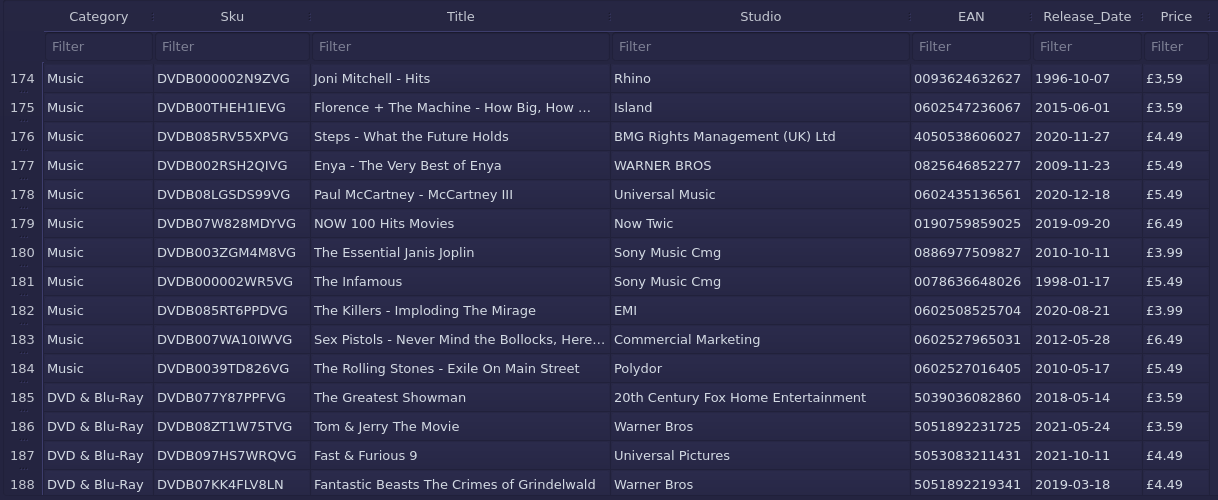 Category Sku Title Studio EAN Release_Date Price
Filter Filter Filter Filter Filter Filter Filter
174 Music DVDB000002N9ZVG Joni Mitchell - Hits Rhino 0093624632627 1996-10-07 £3,59
175 Music DVDB00THEH1IEVG Florence + The Machine - How Big, How ... Island 0602547236067 2015-06-01 £3.59
176 Music DVDB085RV55XPVG Steps - What the Future Holds BMG Rights Management (UK) Ltd 4050538606027 2020-11-27 £4.49
177 Music DVDB002RSH2QIVG Enya - The Very Best of Enya WARNER BROS 0825646852277 2009-11-23 £5.49
178 Music DVDB08LGSDS99VG Paul McCartney - McCartney III Universal Music 0602435136561 2020-12-18 £5.49
179 Music DVDB07W828MDYVG NOW 100 Hits Movies Now Twic 0190759859025 2019-09-20 £6.49
180 Music DVDB003ZGM4M8VG The Essential Janis Joplin Sony Music Cmg 0886977509827 2010-10-11 £3.99
181 Music DVDB000002WR5VG The Infamous Sony Music Cmg 0078636648026 1998-01-17 £5.49
182 Music DVDB085RT6PPDVG The Killers - Imploding The Mirage EMI 0602508525704 2020-08-21 £3.99
183 Music DVDB007WA10IWVG Sex Pistols - Never Mind the Bollocks, Here... Commercial Marketing 0602527965031 2012-05-28 £6.49
184 Music DVDB0039TD826VG The Rolling Stones - Exile On Main Street Polydor 0602527016405 2010-05-17 £5.49
185 DVD & Blu-Ray DVDB077Y87PPFVG The Greatest Showman 20th Century Fox Home Entertainment 5039036082860 2018-05-14 £3.59
186 DVD & Blu-Ray DVDB08ZT1W75TVG Tom & Jerry The Movie Warner Bros 5051892231725 2021-05-24 £3.59
187 DVD & Blu-Ray DVDB097HS7WRQVG Fast & Furious 9 Universal Pictures 5053083211431 2021-10-11 £4.49
188 DVD & Blu-Ray DVDB07KK4FLV8LN Fantastic Beasts The Crimes of Grindelwald Warner Bros 5051892219341 2019-03-18 £4.49